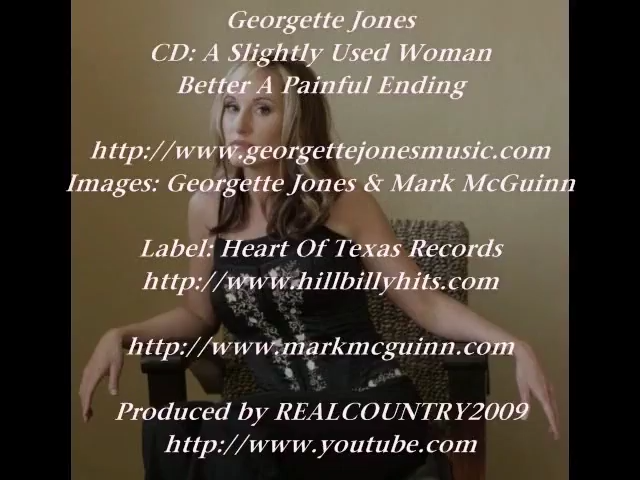 Georgette Jones
CD: A Slightly Used Woman
Better A Painful Ending
http://www.georgettejonesmusic.com
Images: Georgette Jones & Mark McGuinn
Label: Heart Of Texas Records
http://www.hillbillyhits.com
http://www.markmcguinn.com
Produced by REALCOUNTRY2009
http://www.youtube.com